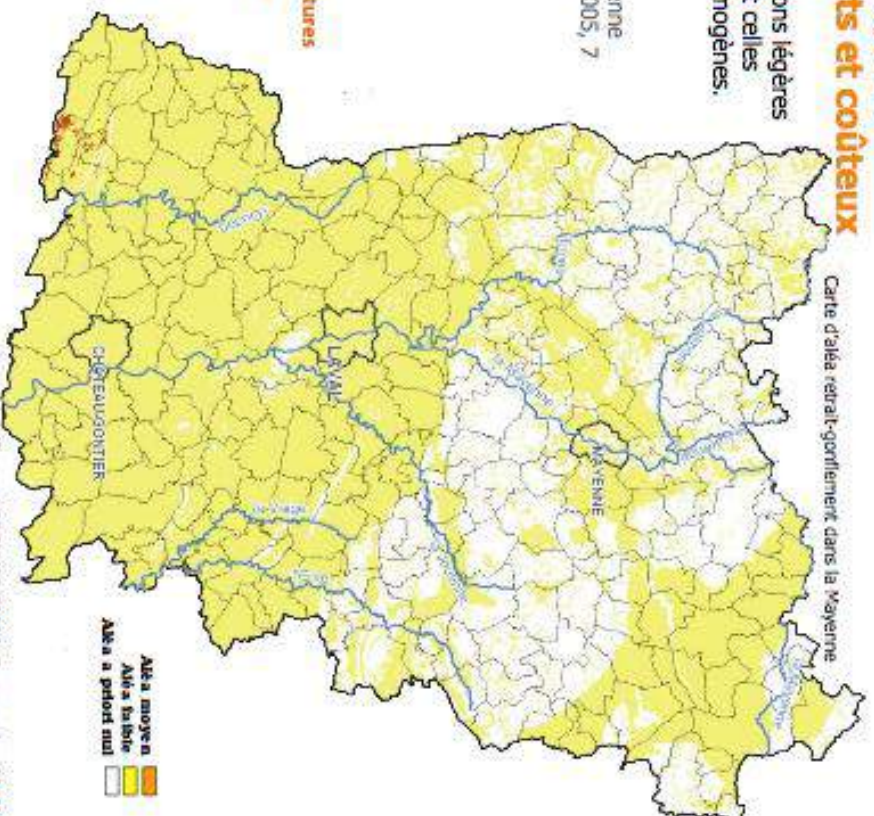 ts et coûteux
ons légères
t celles
nogènes.
nne
005, 7
tures
Carte d'aléa retrait-gonflement dans la Mayenne
MAYENNE
LAVAL
CHÂTEAU-GONTIER
Aléa moyen
Aléa faible
Aléa a priori nul